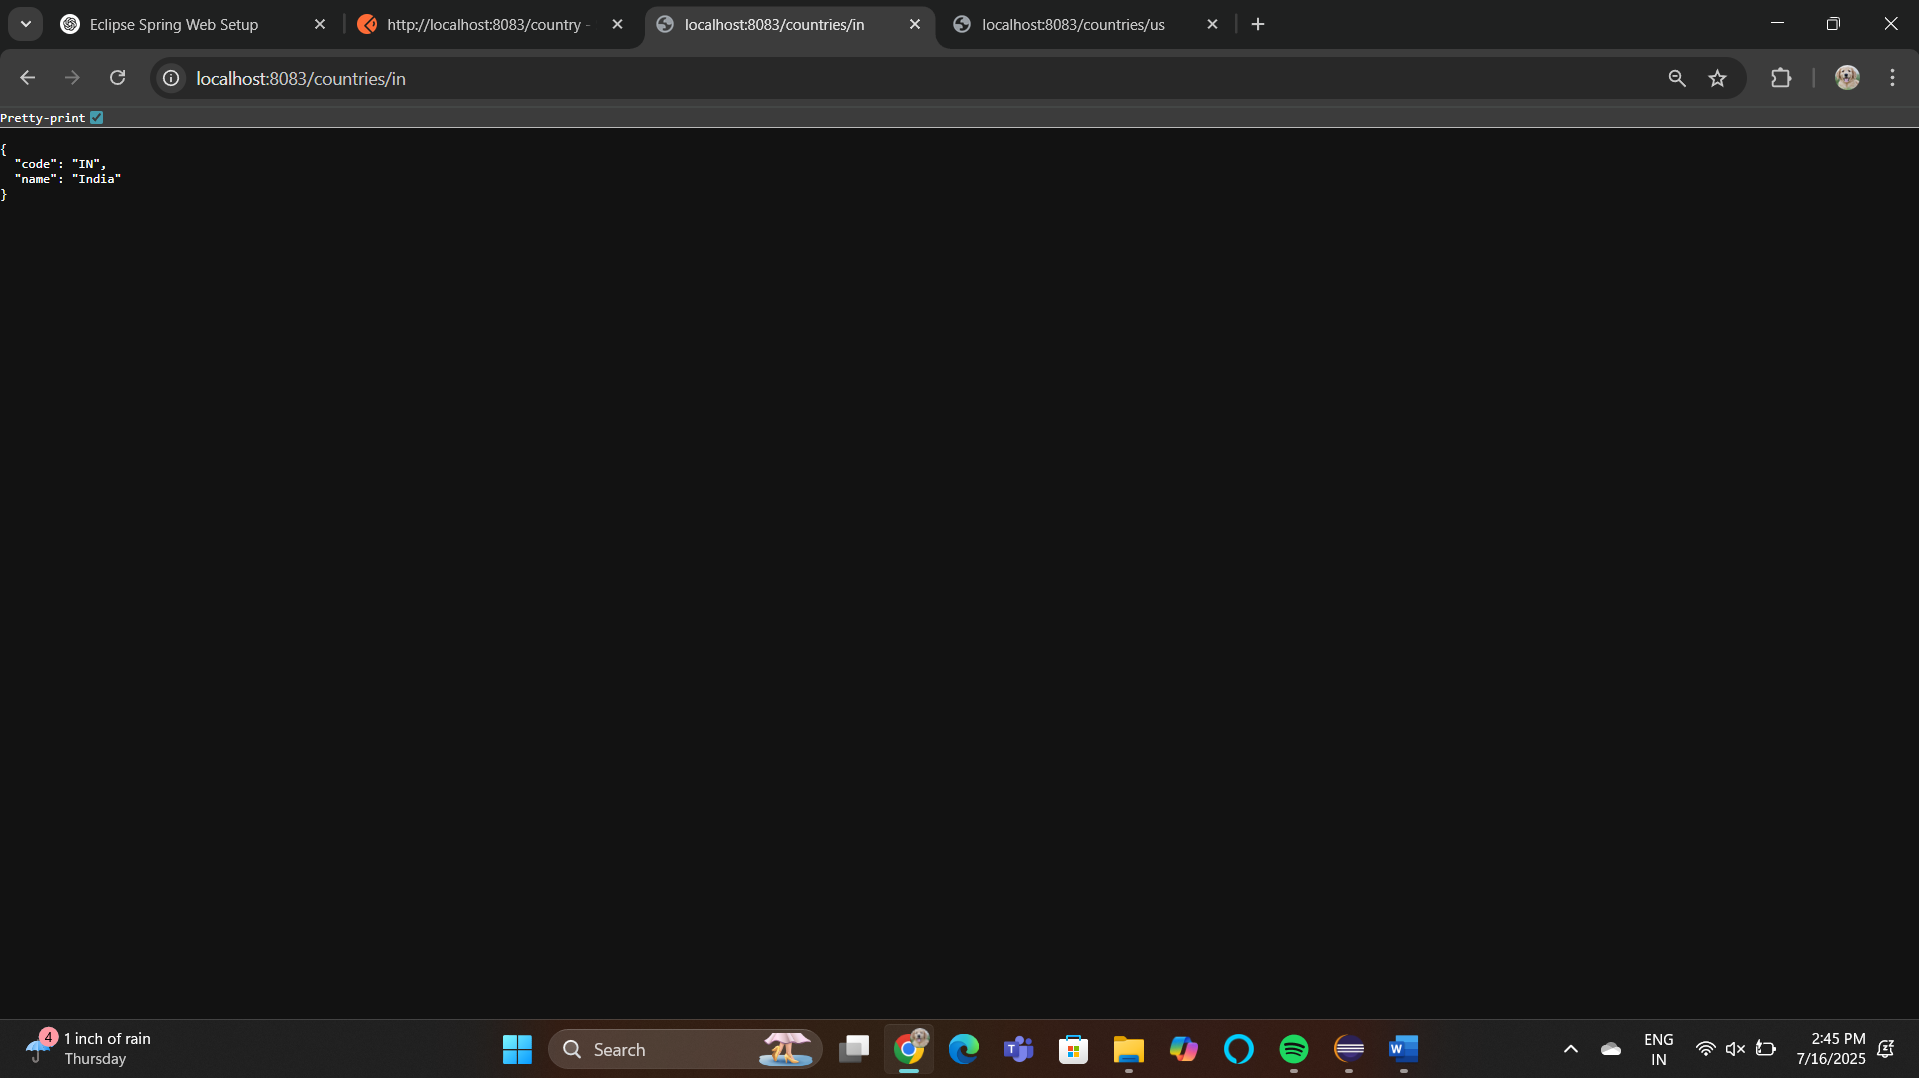 Eclipse Spring Web Setup
http://localhost:8083/country -
localhost:8083/countries/in
localhost:8083/countries/us
localhost:8083/countries/in
Pretty-print
{
"code": "IN",
"name": "India"
}
4
1 inch of rain
Thursday
Search
ENG
IN
2:45 PM
7/16/2025